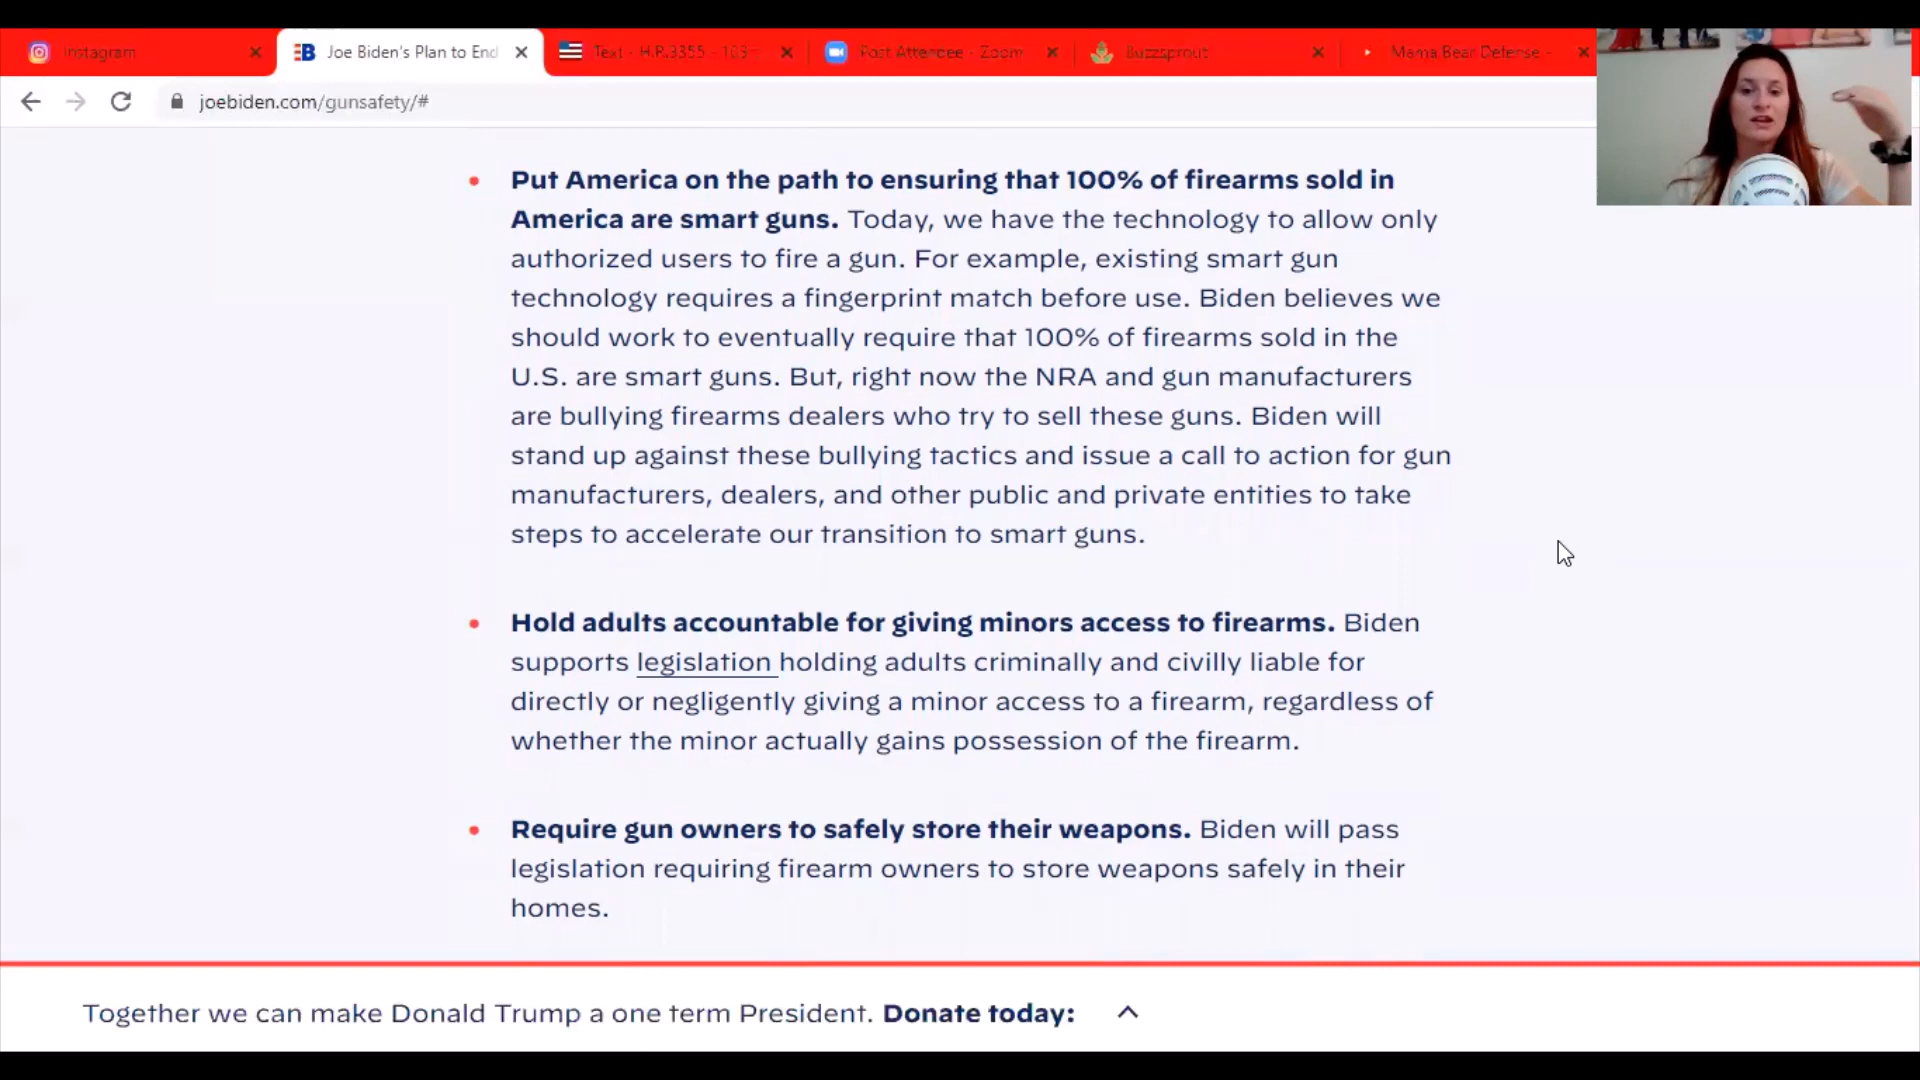 Instagram
Joe Biden's Plan to End
Text - H.R.3355 - 103
Post Attendee - Zoom
Buzzsprout
Mama Bear Defense -
joebiden.com/gunsafety/#
Put America on the path to ensuring that 100% of firearms sold in
America are smart guns. Today, we have the technology to allow only
authorized users to fire a gun. For example, existing smart gun
technology requires a fingerprint match before use. Biden believes we
should work to eventually require that 100% of firearms sold in the
U.S. are smart guns. But, right now the NRA and gun manufacturers
are bullying firearms dealers who try to sell these guns. Biden will
stand up against these bullying tactics and issue a call to action for gun
manufacturers, dealers, and other public and private entities to take
steps to accelerate our transition to smart guns.
Hold adults accountable for giving minors access to firearms. Biden
supports legislation holding adults criminally and civilly liable for
directly or negligently giving a minor access to a firearm, regardless of
whether the minor actually gains possession of the firearm.
Require gun owners to safely store their weapons. Biden will pass
legislation requiring firearm owners to store weapons safely in their
homes.
Together we can make Donald Trump a one term President. Donate today: